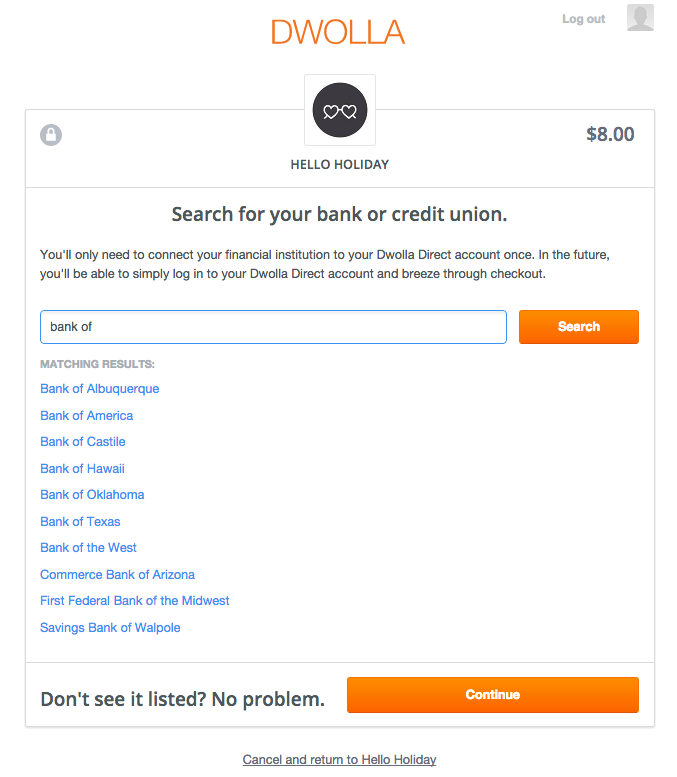 DWOLLA
Log out
$8.00
HELLO HOLIDAY
Search for your bank or credit union.
You'll only need to connect your financial institution to your Dwolla Direct account once. In the future,
you'll be able to simply log in to your Dwolla Direct account and breeze through checkout.
bank of
Search
MATCHING RESULTS:
Bank of Albuquerque
Bank of America
Bank of Castile
Bank of Hawaii
Bank of Oklahoma
Bank of Texas
Bank of the West
Commerce Bank of Arizona
First Federal Bank of the Midwest
Savings Bank of Walpole
Don't see it listed? No problem.
Continue
Cancel and return to Hello Holiday